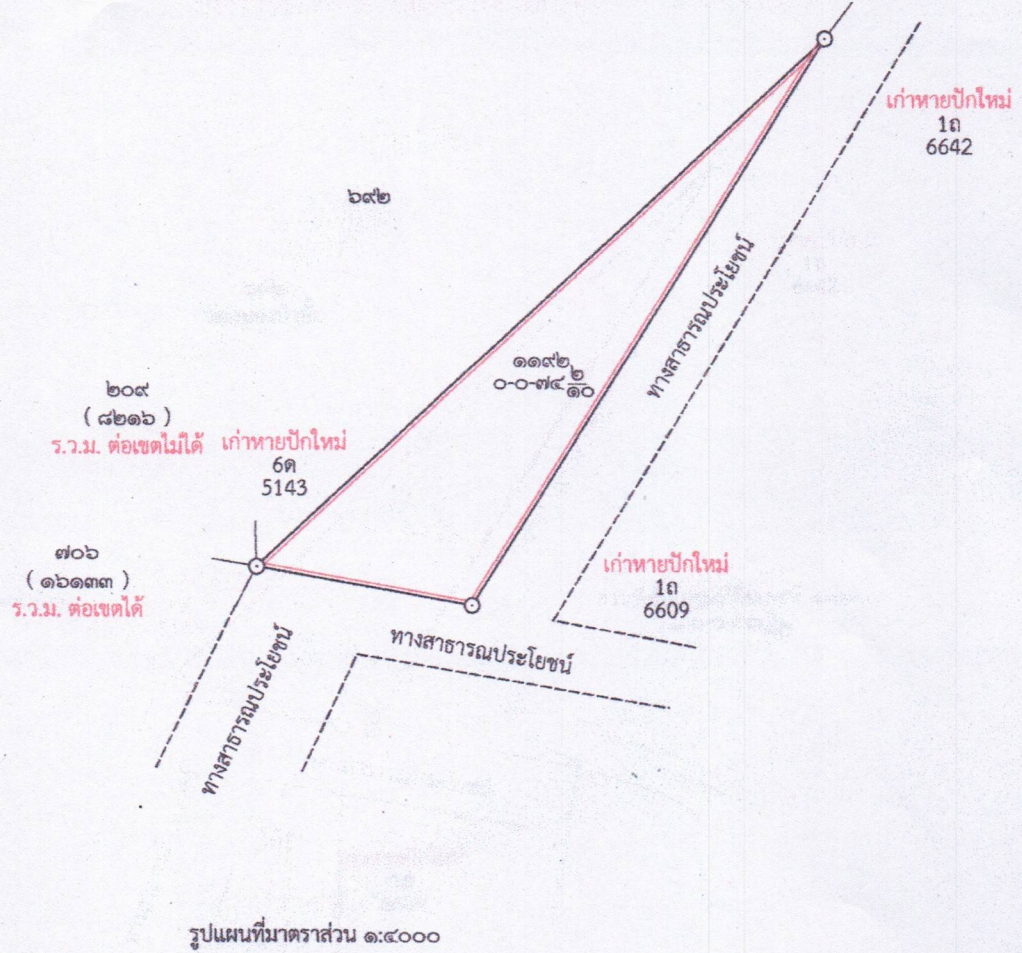 เก่าหายปักใหม่
1ถ
6642
๖๙๒
ทางสาธารณประโยชน์
๑๑๙๒
๐-๐-๗๔ ๒/๑๐
๒๐๙
( ๘๒๑๖ )
ร.ว.ม. ต่อเขตไม่ได้
เก่าหายปักใหม่
6ด
5143
๗๐๖
( ๑๖๑๓๓ )
ร.ว.ม. ต่อเขตได้
เก่าหายปักใหม่
1ถ
6609
ทางสาธารณประโยชน์
ทางสาธารณประโยชน์
รูปแผนที่มาตราส่วน ๑:๔๐๐๐